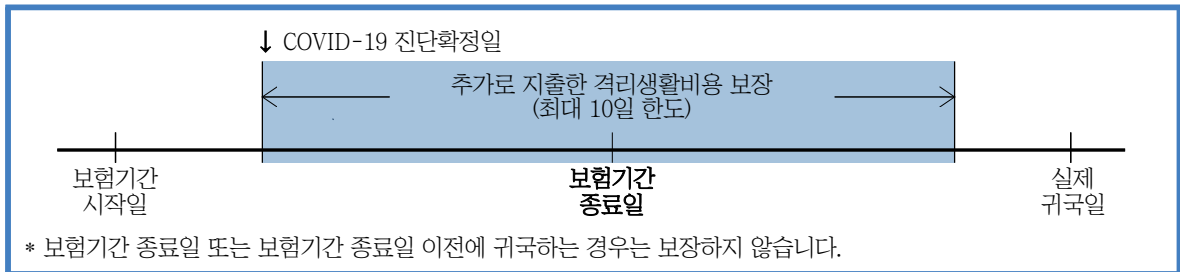 ↓ COVID-19 진단확정일
추가로 지출한 격리생활비용 보장
(최대 10일 한도)
보험기간
시작일
보험기간
종료일
실제
귀국일
* 보험기간 종료일 또는 보험기간 종료일 이전에 귀국하는 경우는 보장하지 않습니다.